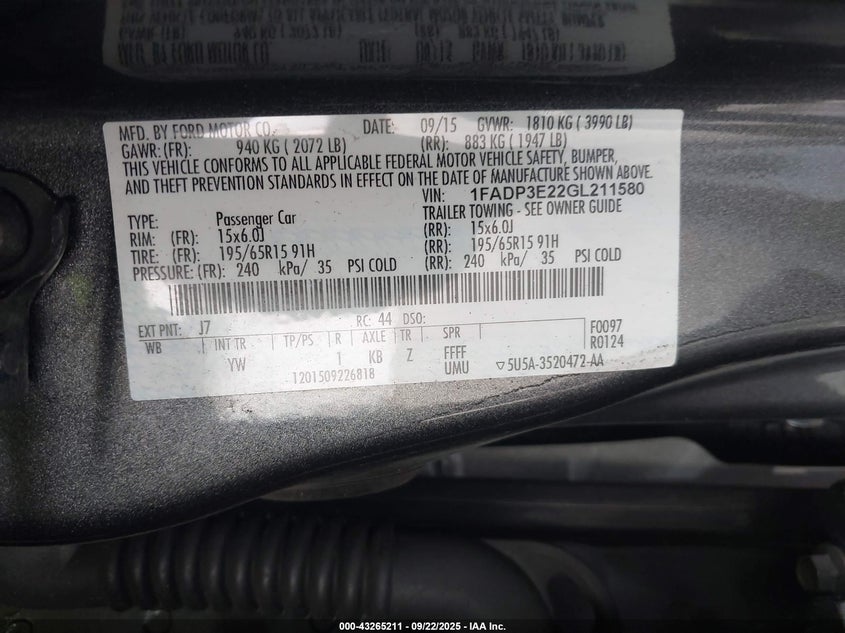 MFD. BY FORD MOTOR CO. DATE: 09/15 GVWR: 1810 KG ( 3990 LB)
GAWR: (FR): 940 KG ( 2072 LB) (RR): 883 KG ( 1947 LB)
THIS VEHICLE CONFORMS TO ALL APPLICABLE FEDERAL MOTOR VEHICLE SAFETY, BUMPER,
AND THEFT PREVENTION STANDARDS IN EFFECT ON THE DATE OF MANUFACTURE SHOWN ABOVE.
VIN: 1FADP3E22GL211580
TYPE: Passenger Car TRAILER TOWING - SEE OWNER GUIDE
RIM: (FR): 15x6.0J (RR): 15x6.0J
TIRE: (FR): 195/65R15 91H (RR): 195/65R15 91H
PRESSURE: (FR): 240 kPa/ 35 PSI COLD (RR): 240 kPa/ 35 PSI COLD
EXT PNT: J7 RC: 44 DSO: F0097
WB INT TR TP/PS R AXLE TR SPR R0124
YW 1 KB Z FFFF
UMU
1201509226818 ▽5U5A-3520472-AA
000-43265211 - 09/22/2025 - IAA Inc.